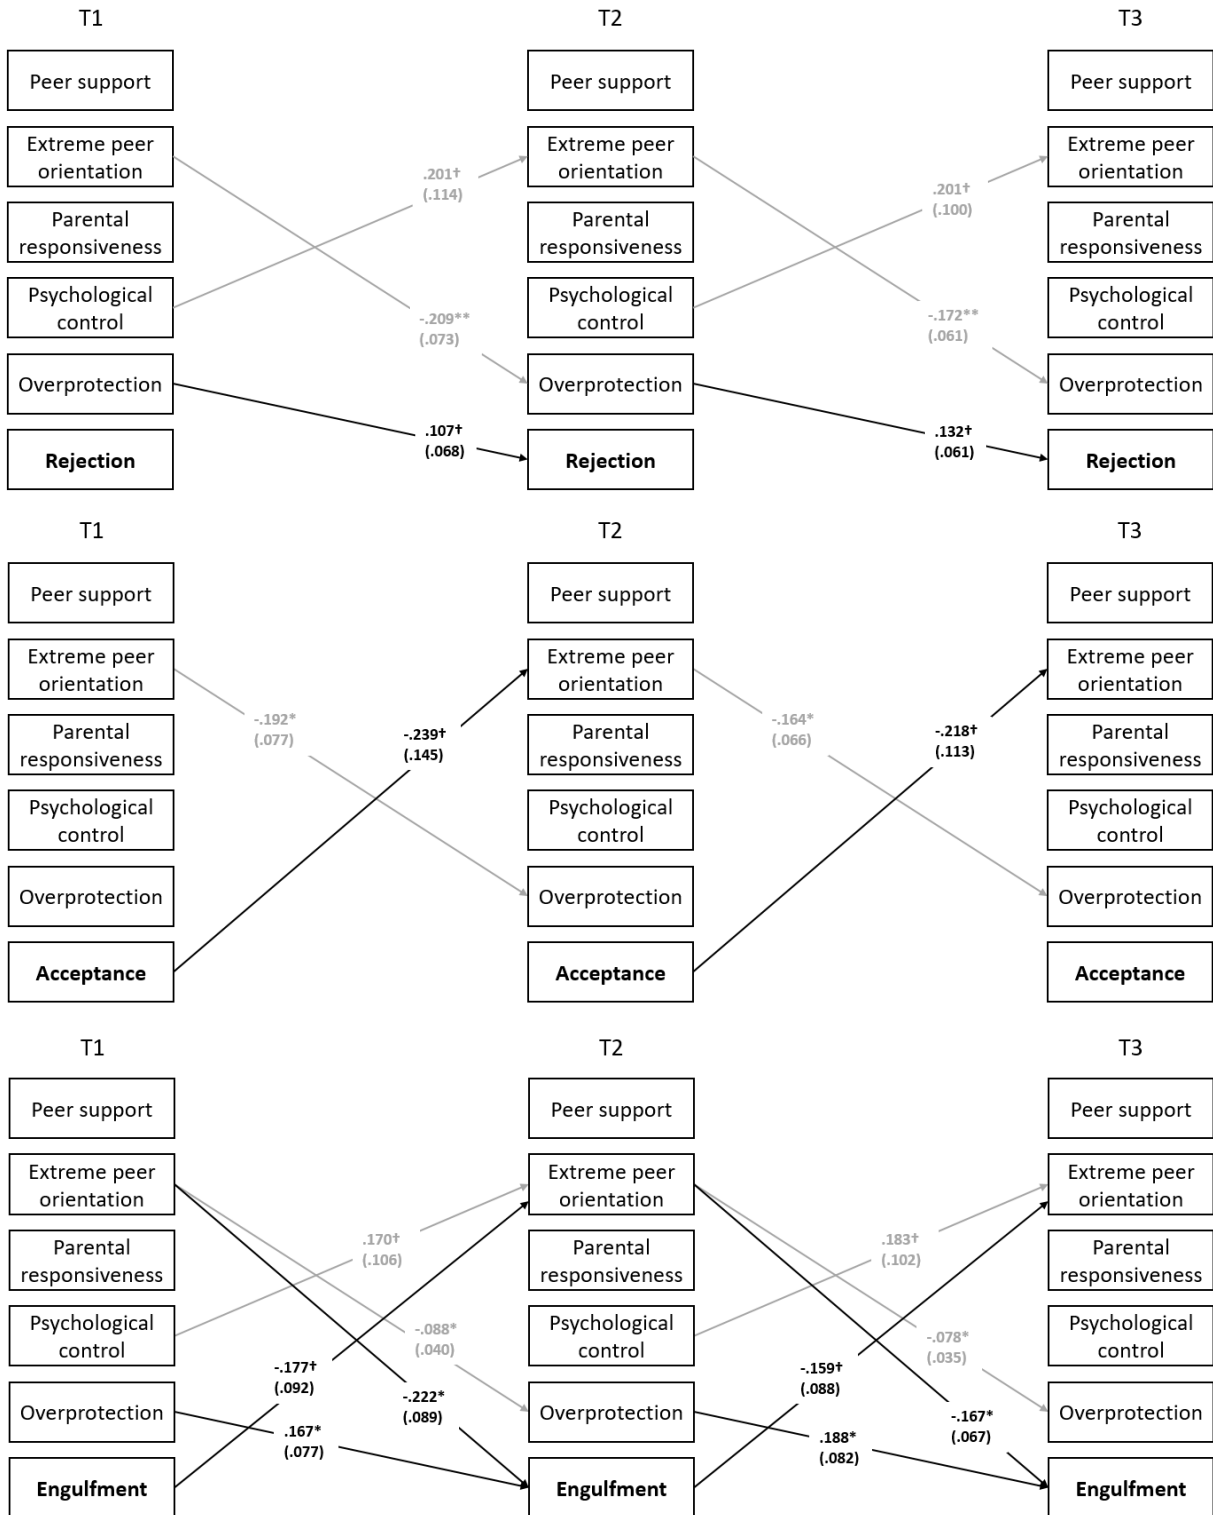 T1 T2 T3
Peer support Peer support Peer support
Extreme peer orientation Extreme peer orientation Extreme peer orientation
.201† (.114) .201† (.100)
Parental responsiveness Parental responsiveness Parental responsiveness
Psychological control Psychological control Psychological control
-.209** (.073) -.172** (.061)
Overprotection Overprotection Overprotection
.107† (.068) .132† (.061)
Rejection Rejection Rejection
T1 T2 T3
Peer support Peer support Peer support
Extreme peer orientation Extreme peer orientation Extreme peer orientation
-.192* (.077) -.239† (.145) -.164* (.066) -.218† (.113)
Parental responsiveness Parental responsiveness Parental responsiveness
Psychological control Psychological control Psychological control
Overprotection Overprotection Overprotection
Acceptance Acceptance Acceptance
T1 T2 T3
Peer support Peer support Peer support
Extreme peer orientation Extreme peer orientation Extreme peer orientation
.170† (.106) .183† (.102)
Parental responsiveness Parental responsiveness Parental responsiveness
Psychological control Psychological control Psychological control
-.088* (.040) -.078* (.035)
-.177† (.092) -.222* (.089) -.159† (.088) -.167* (.067)
Overprotection Overprotection Overprotection
.167* (.077) .188* (.082)
Engulfment Engulfment Engulfment